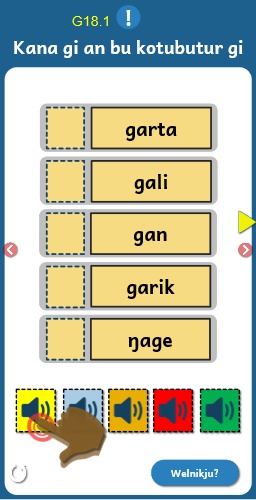 G18.1 !
Kana gi an bu kotubutur gi
garta
gali
gan
garik
ŋage
Welnikju?